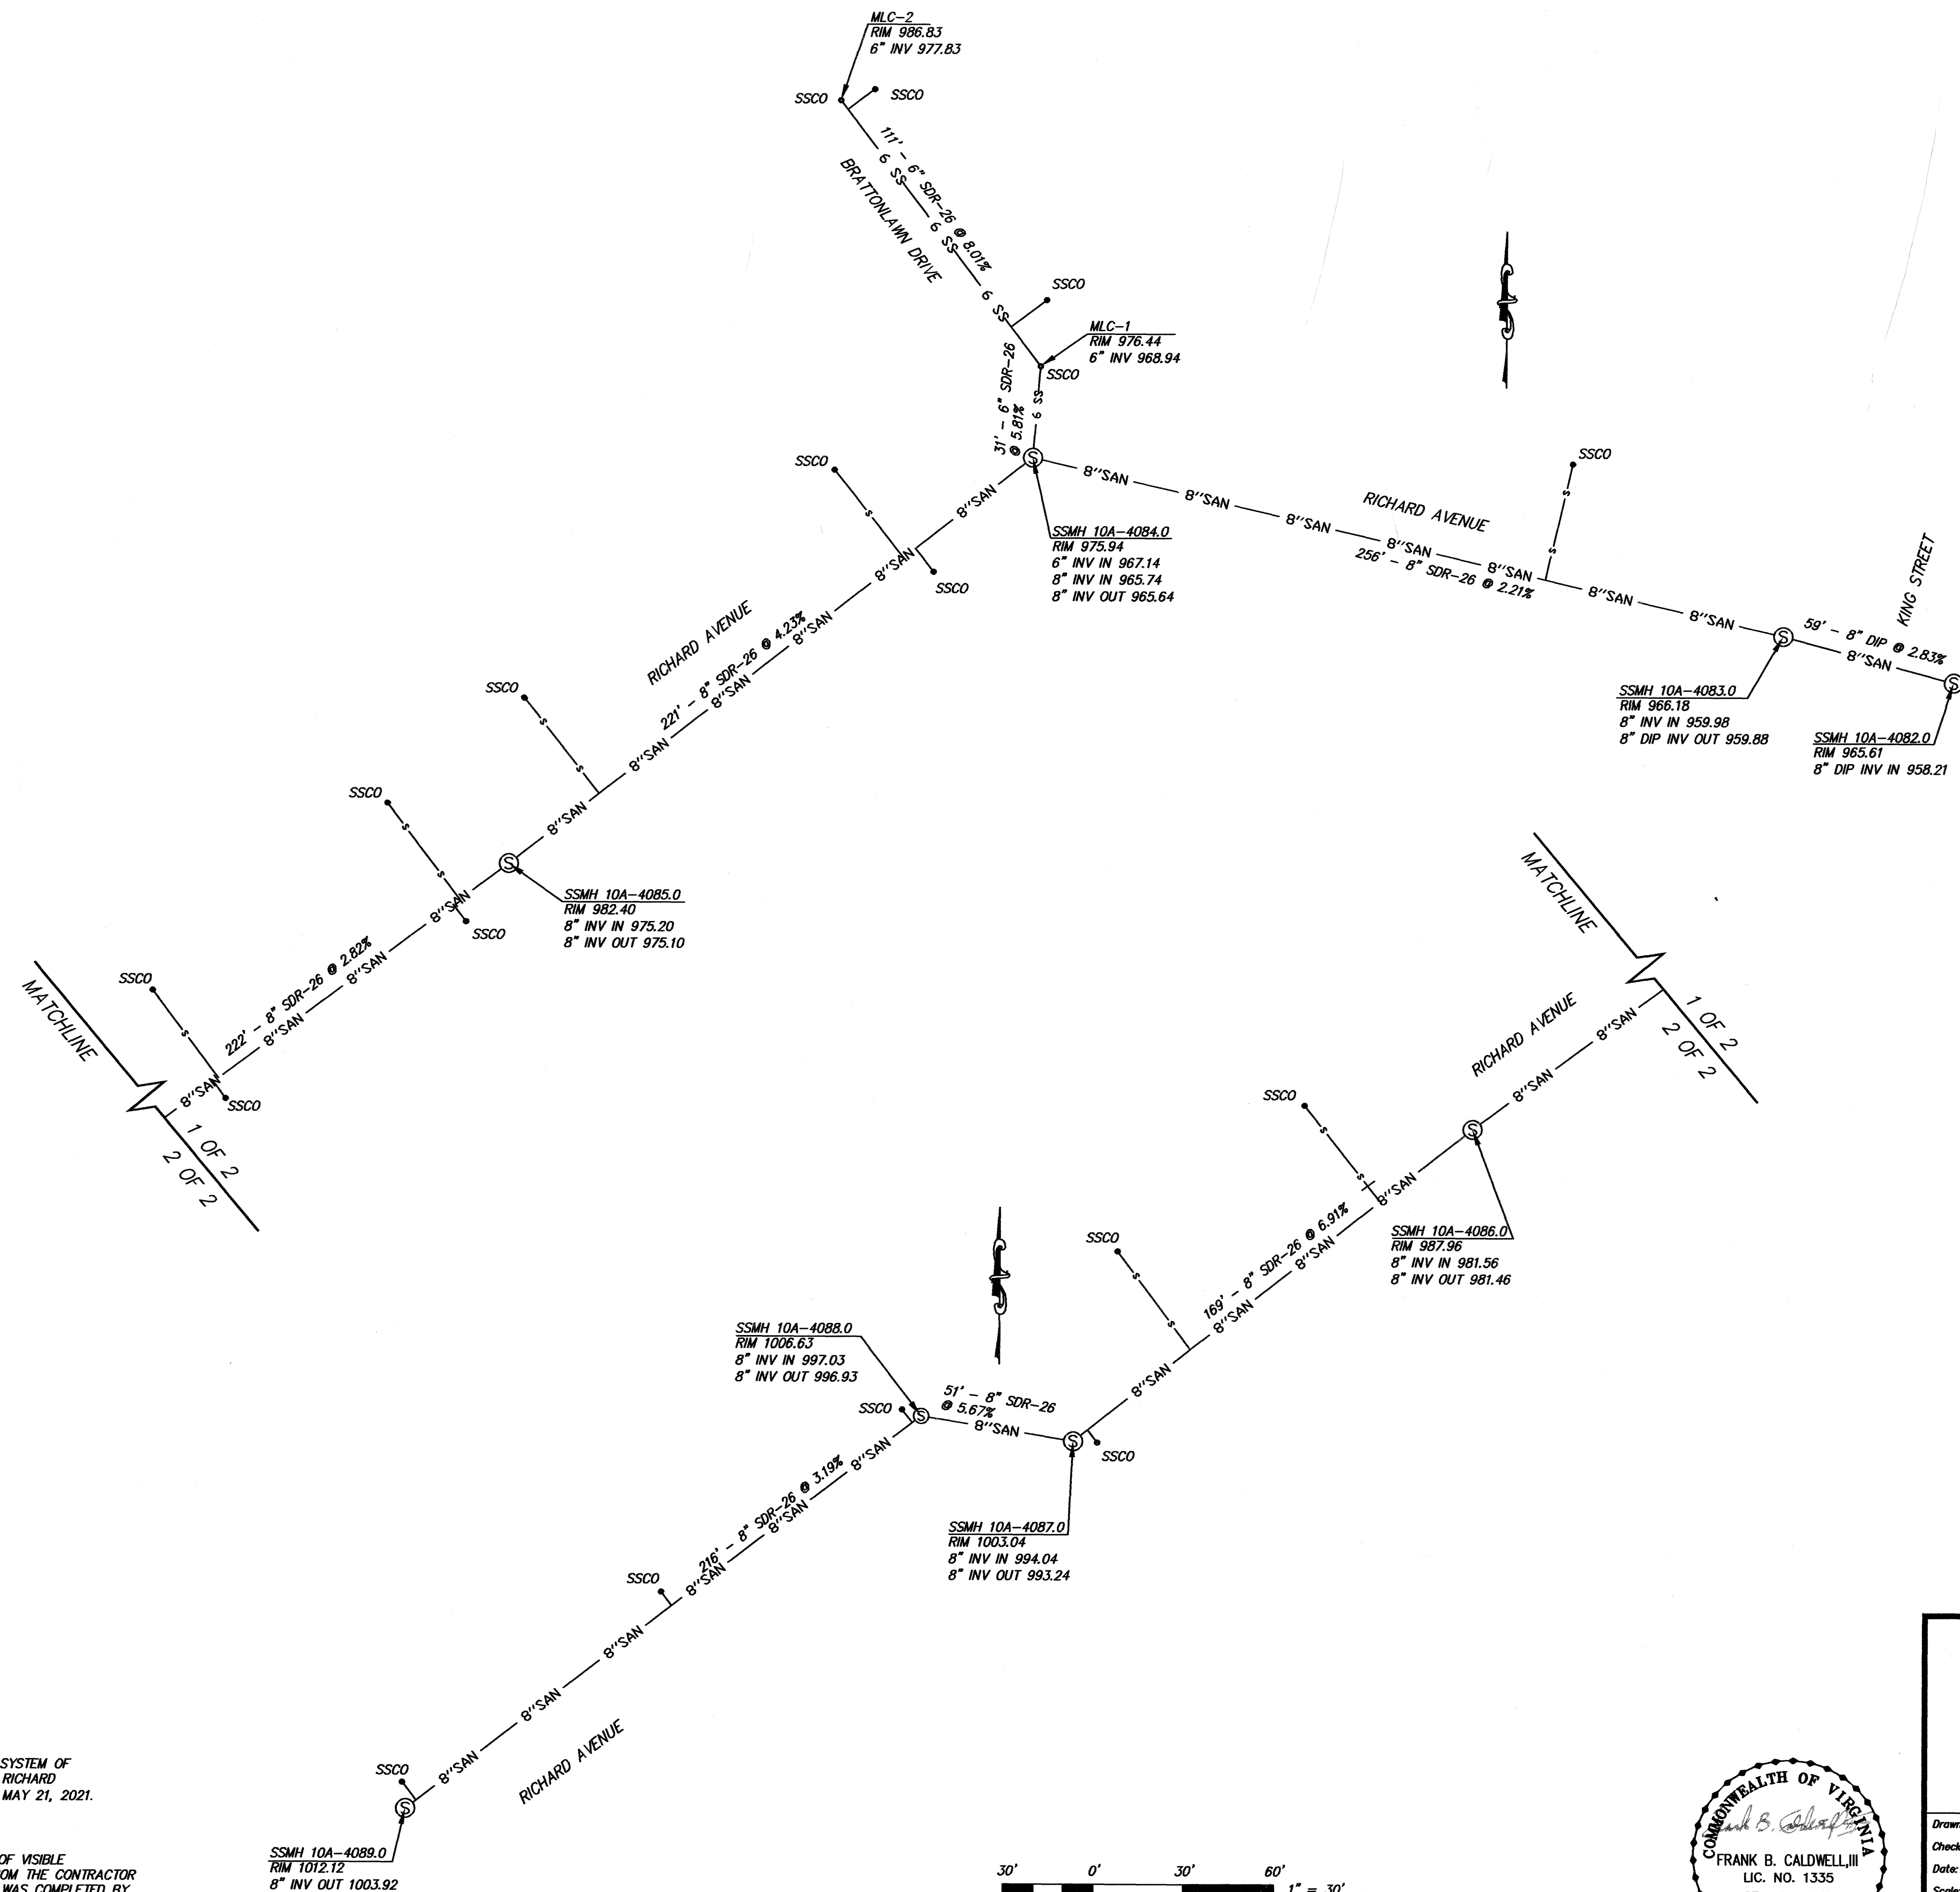 MLC-2
RIM 986.83
6" INV 977.83
SSCO
SSCO
111' - 6" SDR-26 @ 8.01%
6 SS
6 SS
6 SS
BRATTONLAWN DRIVE
SSCO
MLC-1
RIM 976.44
6" INV 968.94
SSCO
31' - 6" SDR-26
@ 5.81%
6 SS
SSCO
SSCO
8"SAN
8"SAN
SSMH 10A-4084.0
RIM 975.94
6" INV IN 967.14
8" INV IN 965.74
8" INV OUT 965.64
8"SAN
8"SAN
8"SAN
8"SAN
8"SAN
8"SAN
8"SAN
RICHARD AVENUE
256' - 8" SDR-26 @ 2.21%
SSCO
S
S
KING STREET
59' - 8" DIP @ 2.83%
8"SAN
SSMH 10A-4083.0
RIM 966.18
8" INV IN 959.98
8" DIP INV OUT 959.88
SSMH 10A-4082.0
RIM 965.61
8" DIP INV IN 958.21
RICHARD AVENUE
221' - 8" SDR-26 @ 4.23%
8"SAN
8"SAN
8"SAN
8"SAN
SSCO
S
S
SSCO
S
S
SSCO
SSMH 10A-4085.0
RIM 982.40
8" INV IN 975.20
8" INV OUT 975.10
222' - 8" SDR-26 @ 2.82%
8"SAN
8"SAN
8"SAN
8"SAN
SSCO
S
SSCO
MATCHLINE
1 OF 2
2 OF 2
MATCHLINE
1 OF 2
2 OF 2
RICHARD AVENUE
8"SAN
8"SAN
SSCO
S
S
SSMH 10A-4086.0
RIM 987.96
8" INV IN 981.56
8" INV OUT 981.46
169' - 8" SDR-26 @ 6.91%
8"SAN
8"SAN
8"SAN
8"SAN
SSCO
S
S
SSMH 10A-4088.0
RIM 1006.63
8" INV IN 997.03
8" INV OUT 996.93
51' - 8" SDR-26
@ 5.67%
8"SAN
SSCO
SSCO
SSMH 10A-4087.0
RIM 1003.04
8" INV IN 994.04
8" INV OUT 993.24
216' - 8" SDR-26 @ 3.19%
8"SAN
8"SAN
8"SAN
8"SAN
8"SAN
8"SAN
SSCO
RICHARD AVENUE
SSCO
SSMH 10A-4089.0
RIM 1012.12
8" INV OUT 1003.92
SYSTEM OF
RICHARD
MAY 21, 2021.
OF VISIBLE
OM THE CONTRACTOR
WAS COMPLETED BY
30' 0' 30' 60'
1" = 30'
COMMONWEALTH OF VIRGINIA
FRANK B. CALDWELL,III
LIC. NO. 1335
Drawn
Check
Date:
Scale: